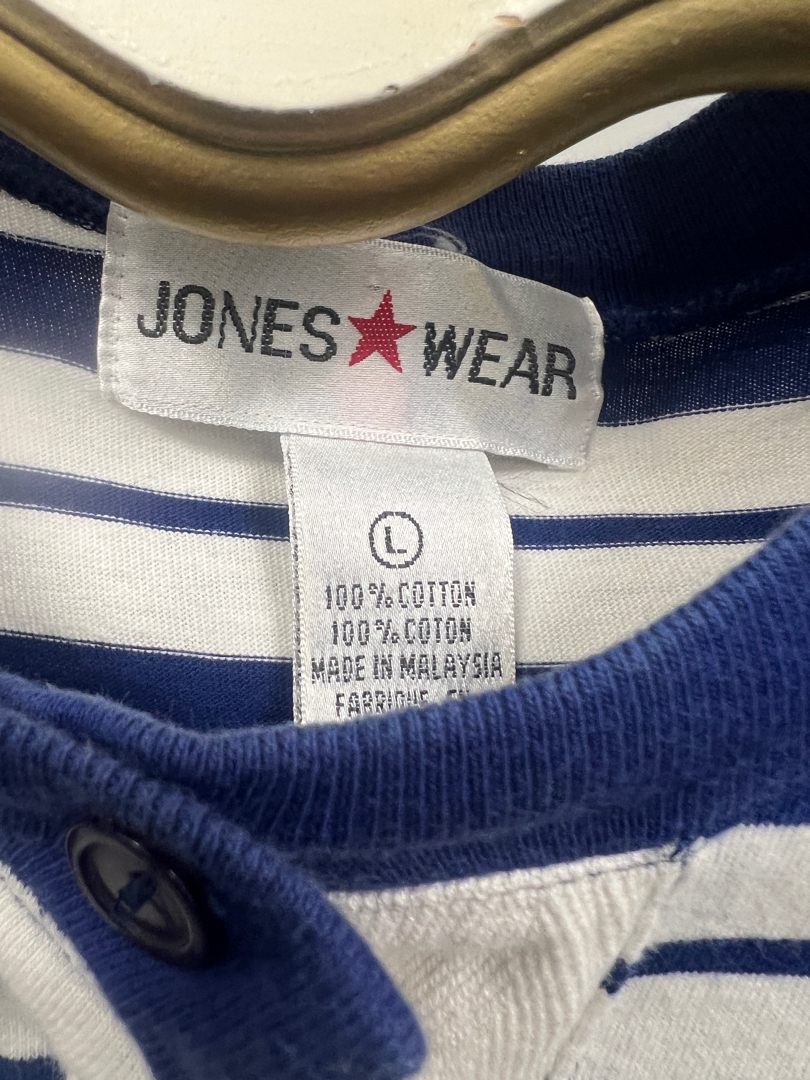 JONES★WEAR
L
100% COTTON
100% COTON
MADE IN MALAYSIA